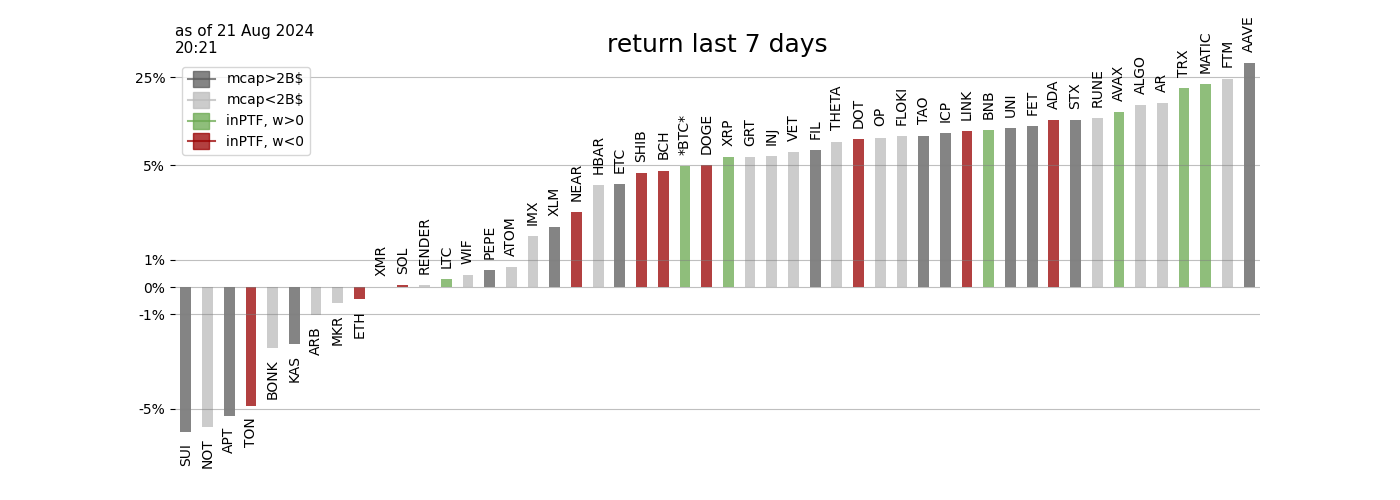 as of 21 Aug 2024
20:21
return last 7 days
mcap>2B$
mcap<2B$
inPTF, w>0
inPTF, w<0
25%
5%
1%
0%
-1%
-5%
SUI
NOT
APT
TON
BONK
KAS
ARB
MKR
ETH
XMR
SOL
RENDER
LTC
WIF
PEPE
ATOM
IMX
XLM
NEAR
HBAR
ETC
SHIB
BCH
*BTC*
DOGE
XRP
GRT
INJ
VET
FIL
THETA
DOT
OP
FLOKI
TAO
ICP
LINK
BNB
UNI
FET
ADA
STX
RUNE
AVAX
ALGO
AR
TRX
MATIC
FTM
AAVE